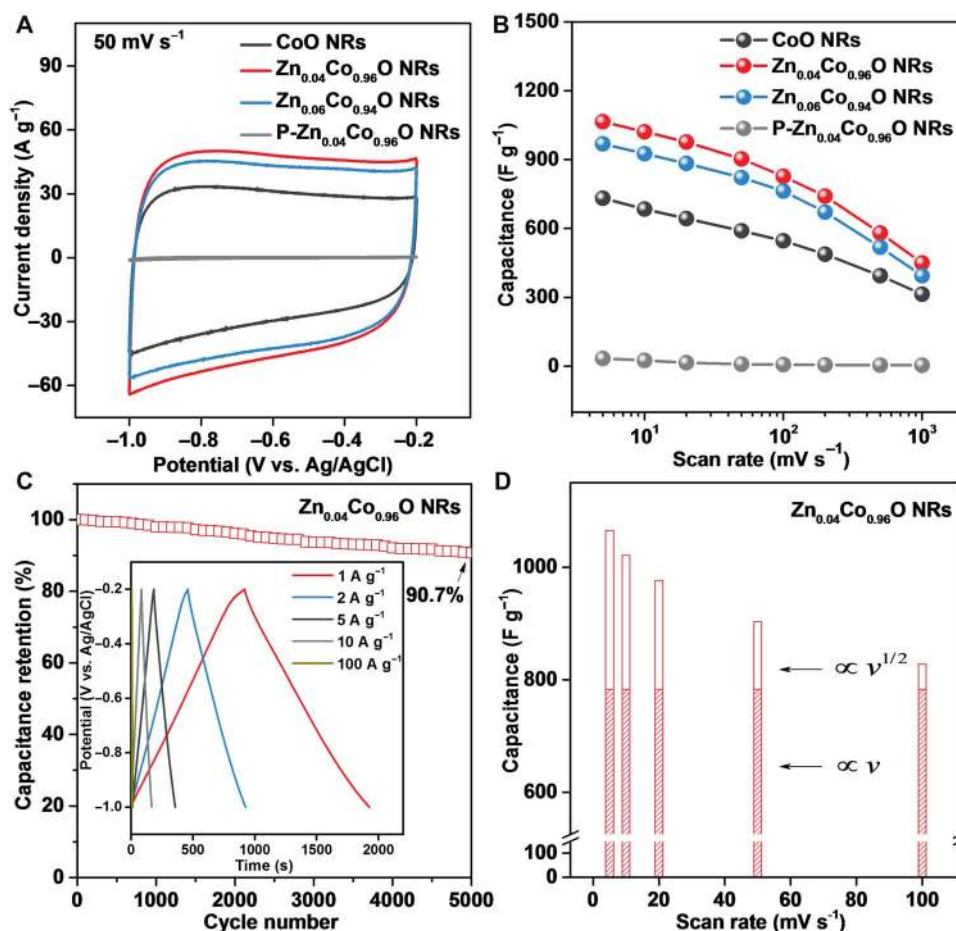 A
50 mV s⁻¹
CoO NRs
Zn₀.₀₄Co₀.₉₆O NRs
Zn₀.₀₆Co₀.₉₄O NRs
P-Zn₀.₀₄Co₀.₉₆O NRs
Current density (A g⁻¹)
90
60
30
0
–30
–60
–1.0 –0.8 –0.6 –0.4 –0.2
Potential (V vs. Ag/AgCl)
B
CoO NRs
Zn₀.₀₄Co₀.₉₆O NRs
Zn₀.₀₆Co₀.₉₄O NRs
P-Zn₀.₀₄Co₀.₉₆O NRs
Capacitance (F g⁻¹)
1500
1200
900
600
300
0
10¹ 10² 10³
Scan rate (mV s⁻¹)
C
Zn₀.₀₄Co₀.₉₆O NRs
Capacitance retention (%)
100
80
60
40
20
0
90.7%
1 A g⁻¹
2 A g⁻¹
5 A g⁻¹
10 A g⁻¹
100 A g⁻¹
Potential (V vs. Ag/AgCl)
–0.2
–0.4
–0.6
–0.8
–1.0
0 500 1000 1500 2000
Time (s)
0 1000 2000 3000 4000 5000
Cycle number
D
Zn₀.₀₄Co₀.₉₆O NRs
Capacitance (F g⁻¹)
1000
800
600
100
0
← ∝ v¹/²
← ∝ v
0 20 40 60 80 100
Scan rate (mV s⁻¹)